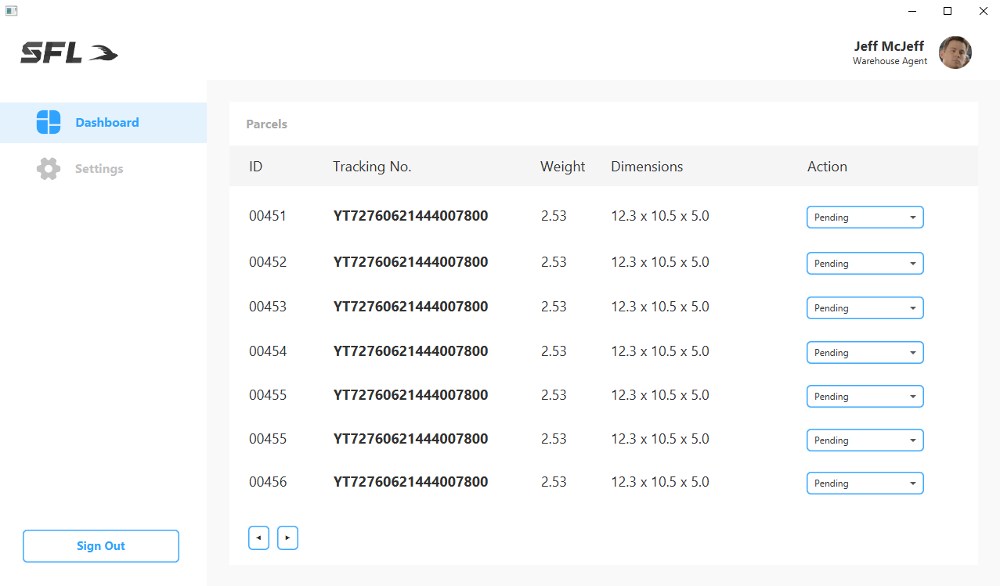 SFL
Jeff McJeff
Warehouse Agent
Dashboard
Settings
Sign Out
Parcels
ID Tracking No. Weight Dimensions Action
00451 YT72760621444007800 2.53 12.3 x 10.5 x 5.0 Pending
00452 YT72760621444007800 2.53 12.3 x 10.5 x 5.0 Pending
00453 YT72760621444007800 2.53 12.3 x 10.5 x 5.0 Pending
00454 YT72760621444007800 2.53 12.3 x 10.5 x 5.0 Pending
00455 YT72760621444007800 2.53 12.3 x 10.5 x 5.0 Pending
00455 YT72760621444007800 2.53 12.3 x 10.5 x 5.0 Pending
00456 YT72760621444007800 2.53 12.3 x 10.5 x 5.0 Pending